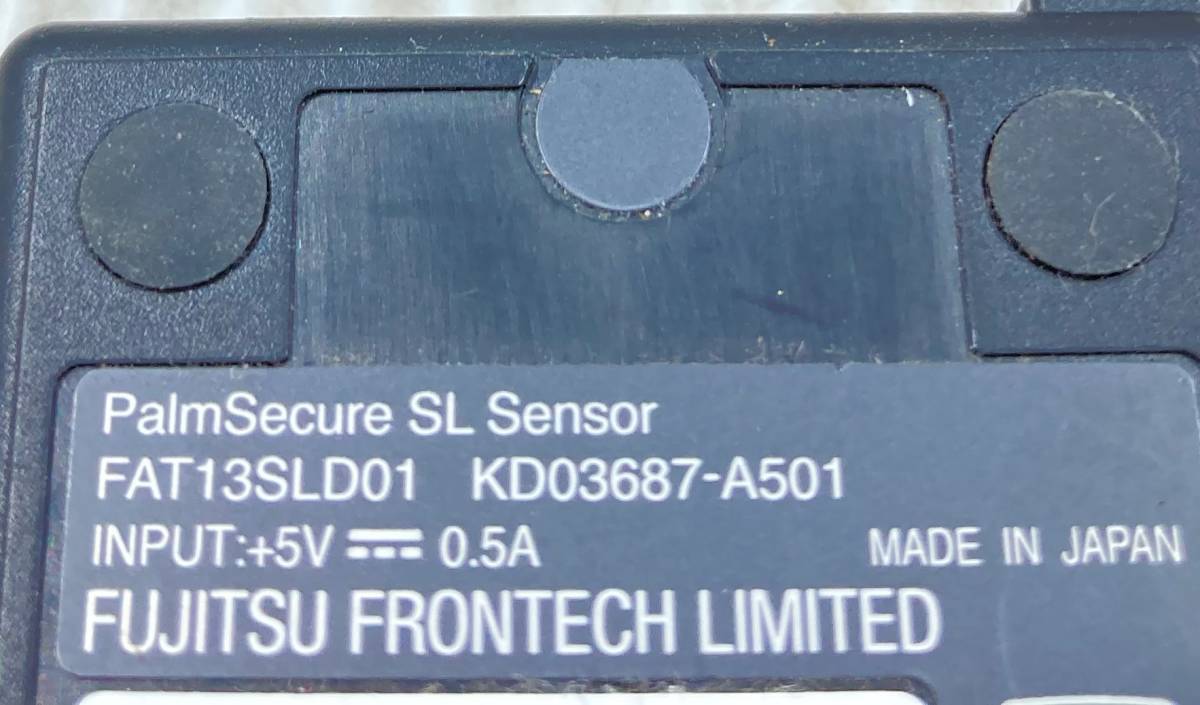 PalmSecure SL Sensor
FAT13SLD01 KD03687-A501
INPUT:+5V ⎓ 0.5A MADE IN JAPAN
FUJITSU FRONTECH LIMITED